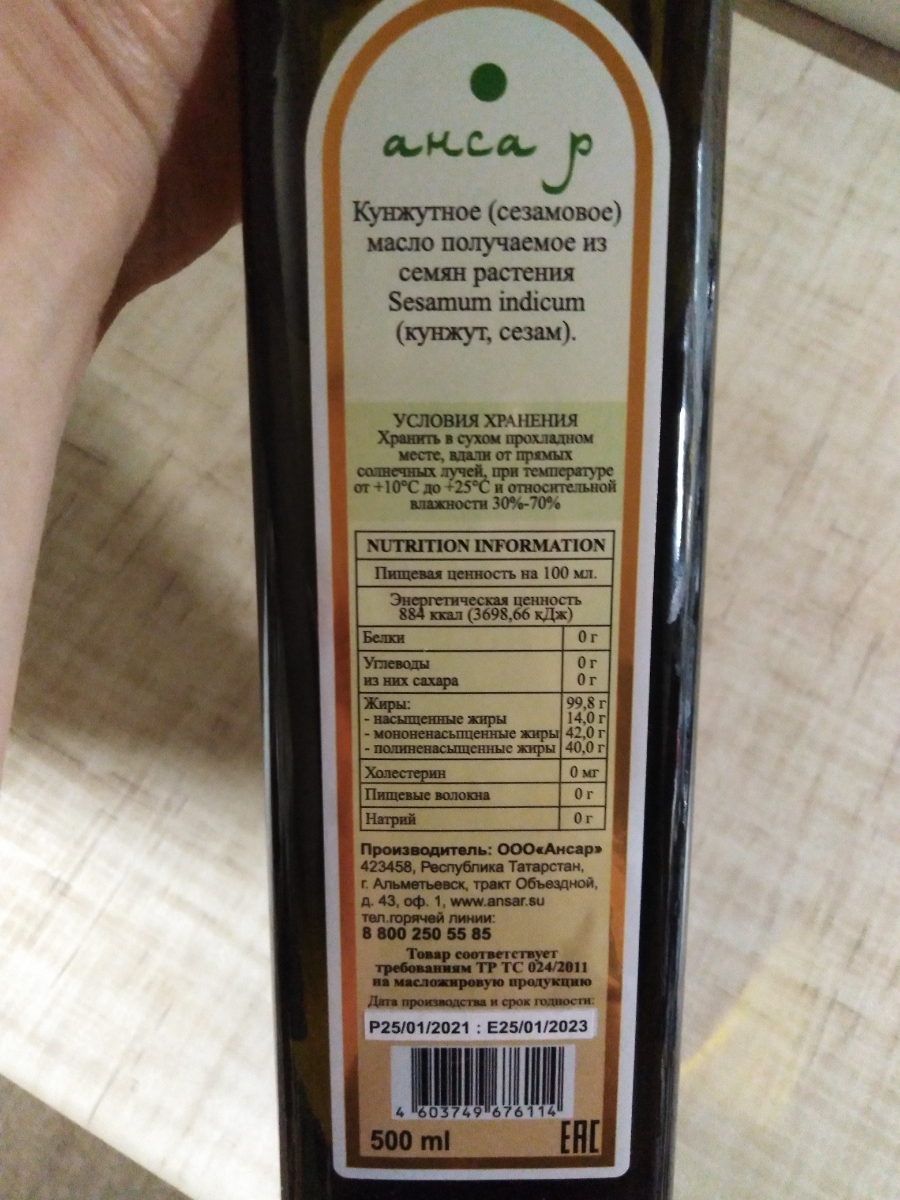 ансар
Кунжутное (сезамовое)
масло получаемое из
семян растения
Sesamum indicum
(кунжут, сезам).
УСЛОВИЯ ХРАНЕНИЯ
Хранить в сухом прохладном
месте, вдали от прямых
солнечных лучей, при температуре
от +10°C до +25°C и относительной
влажности 30%-70%
NUTRITION INFORMATION
Пищевая ценность на 100 мл.
Энергетическая ценность
884 ккал (3698,66 кДж)
Белки 0 г
Углеводы 0 г
из них сахара 0 г
Жиры: 99,8 г
- насыщенные жиры 14,0 г
- мононенасыщенные жиры 42,0 г
- полиненасыщенные жиры 40,0 г
Холестерин 0 мг
Пищевые волокна 0 г
Натрий 0 г
Производитель: ООО«Ансар»
423458, Республика Татарстан,
г. Альметьевск, тракт Объездной,
д. 43, оф. 1, www.ansar.su
тел.горячей линии:
8 800 250 55 85
Товар соответствует
требованиям ТР ТС 024/2011
на масложировую продукцию
Дата производства и срок годности:
P25/01/2021 : E25/01/2023
4 603749 676114
500 ml EAC